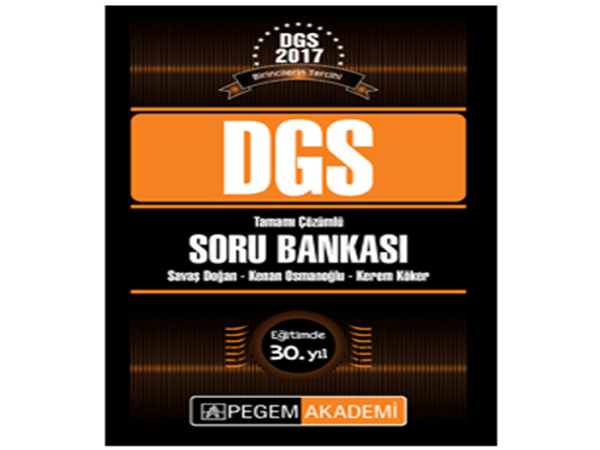 DGS
2017
Birincilerin Tercihi
DGS
Tamamı Çözümlü
SORU BANKASI
Savaş Doğan - Kenan Osmanoğlu - Kerem Köker
Eğitimde
30. yıl
PEGEM AKADEMİ